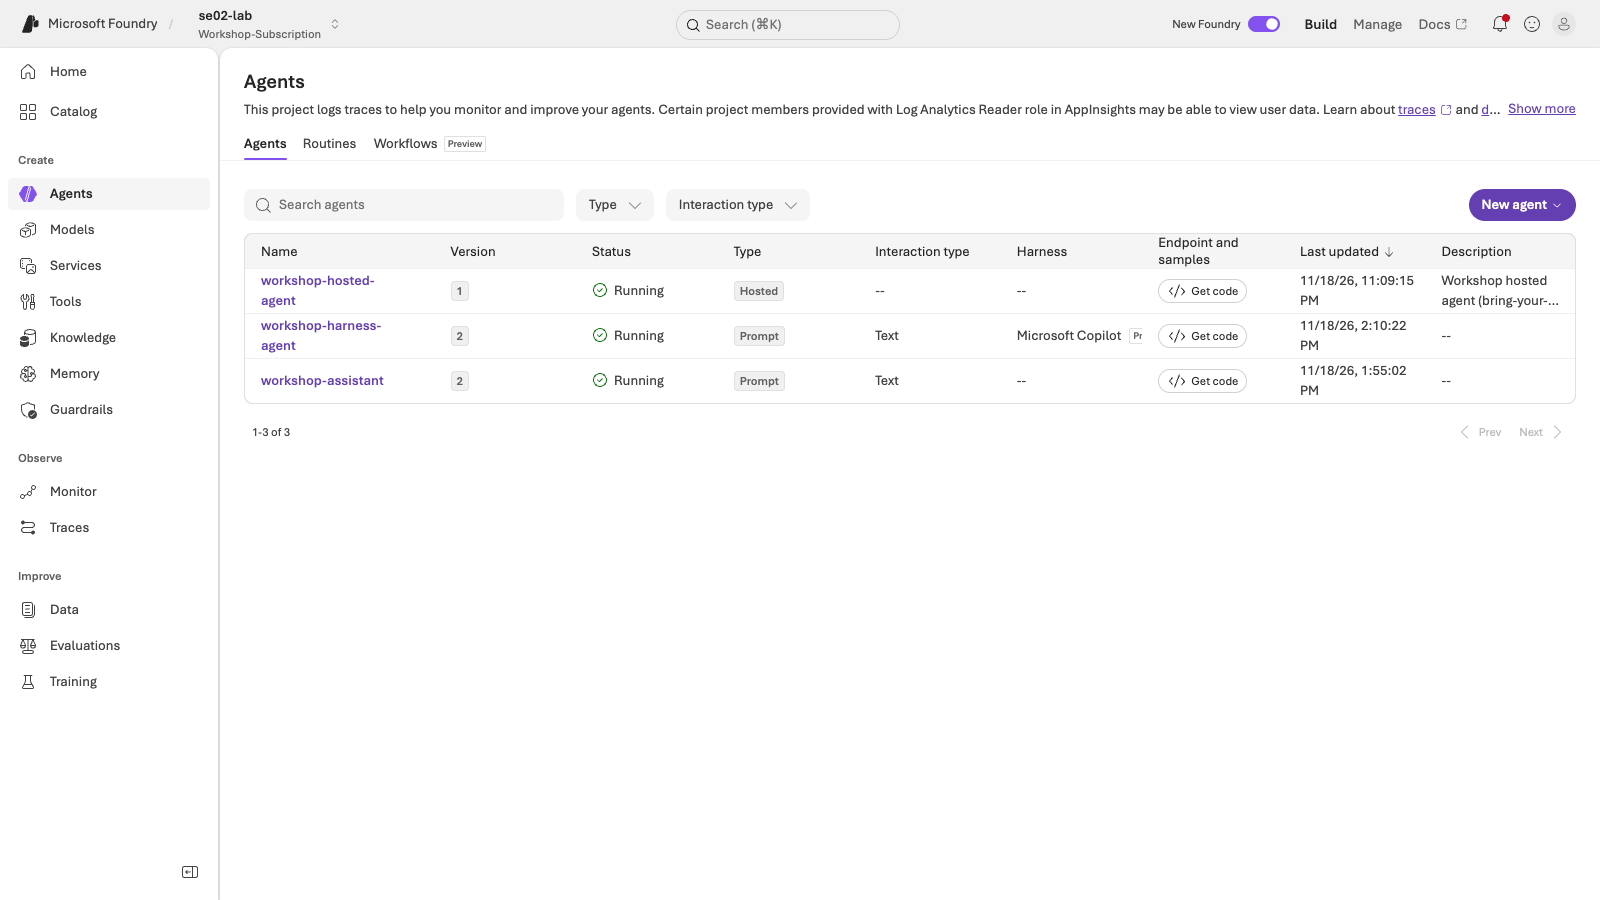 Microsoft Foundry
/
se02-lab
Workshop-Subscription
Search (⌘K)
New Foundry
Build
Manage
Docs
Home
Catalog
Create
Agents
Models
Services
Tools
Knowledge
Memory
Guardrails
Observe
Monitor
Traces
Improve
Data
Evaluations
Training
Agents
This project logs traces to help you monitor and improve your agents. Certain project members provided with Log Analytics Reader role in AppInsights may be able to view user data. Learn about traces and d... Show more
Agents
Routines
Workflows
Preview
Search agents
Type
Interaction type
New agent
Name
Version
Status
Type
Interaction type
Harness
Endpoint and
samples
Last updated
Description
workshop-hosted-
agent
1
Running
Hosted
--
--
Get code
11/18/26, 11:09:15
PM
Workshop hosted
agent (bring-your-...
workshop-harness-
agent
2
Running
Prompt
Text
Microsoft Copilot
Pr
Get code
11/18/26, 2:10:22
PM
--
workshop-assistant
2
Running
Prompt
Text
--
Get code
11/18/26, 1:55:02
PM
--
1-3 of 3
Prev
Next